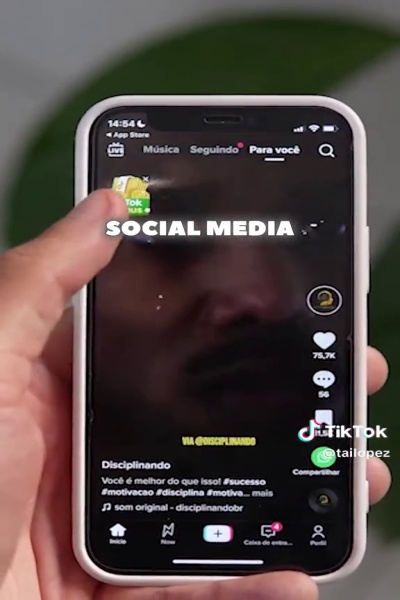 14:54
App Store
LIVE
Música Seguindo Para você
Tok
SOCIAL MEDIA
75,7K
56
VIA @DISCIPLINANDO
TikTok
@tailopez
Compartilhar
Disciplinando
Você é melhor do que isso! #sucesso
#motivacao #disciplina #motiva... mais
som original - disciplinandobr
4
Início Now Caixa de entra... Perfil